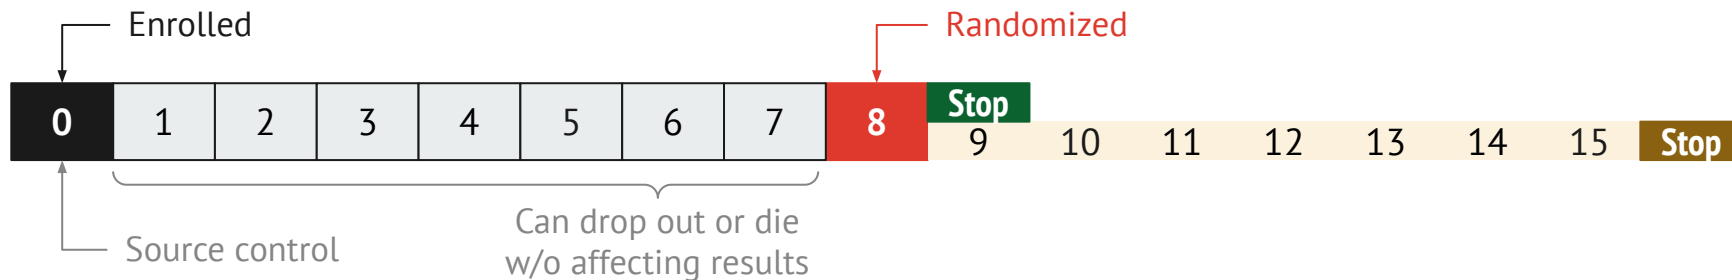 Enrolled
Randomized
0 1 2 3 4 5 6 7 8 Stop
9 10 11 12 13 14 15 Stop
Can drop out or die
Source control
w/o affecting results